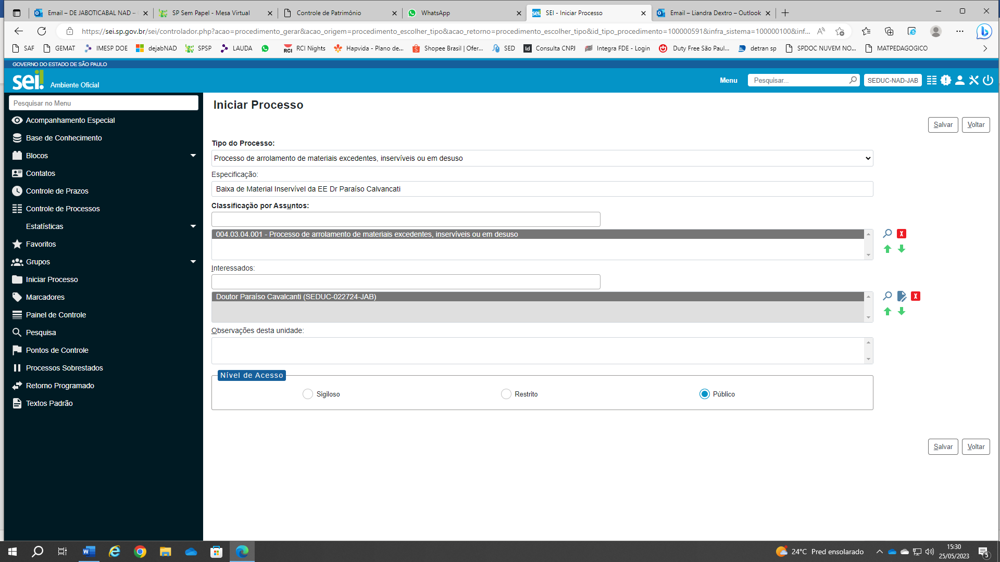 Email – DE JABOTICABAL NAD –
SP Sem Papel - Mesa Virtual
Controle de Patrimônio
WhatsApp
SEI - Iniciar Processo
Email – Liandra Dextro – Outlook
https://sei.sp.gov.br/sei/controlador.php?acao=procedimento_gerar&acao_origem=procedimento_escolher_tipo&acao_retorno=procedimento_escolher_tipo&id_tipo_procedimento=100000591&infra_sistema=100000100&inf...
SAF
GEMAT
IMESP DOE
dejabNAD
SPSP
LAUDA
RCI Nights
Hapvida - Plano de...
Shopee Brasil | Ofer...
SED
Consulta CNPJ
Integra FDE - Login
Duty Free São Paul...
detran sp
SPDOC NUVEM NO...
MATPEDAGOGICO
GOVERNO DO ESTADO DE SÃO PAULO
sei!
Ambiente Oficial
Menu
Pesquisar...
SEDUC-NAD-JAB
Pesquisar no Menu
Acompanhamento Especial
Base de Conhecimento
Blocos
Contatos
Controle de Prazos
Controle de Processos
Estatísticas
Favoritos
Grupos
Iniciar Processo
Marcadores
Painel de Controle
Pesquisa
Pontos de Controle
Processos Sobrestados
Retorno Programado
Textos Padrão
Iniciar Processo
Salvar
Voltar
Tipo do Processo:
Processo de arrolamento de materiais excedentes, inservíveis ou em desuso
Especificação:
Baixa de Material Inservível da EE Dr Paraíso Calvancati
Classificação por Assuntos:
004.03.04.001 - Processo de arrolamento de materiais excedentes, inservíveis ou em desuso
X
Interessados:
Doutor Paraíso Cavalcanti (SEDUC-022724-JAB)
X
Observações desta unidade:
Nível de Acesso
Sigiloso
Restrito
Público
Salvar
Voltar
24°C Pred ensolarado
15:30
25/05/2023
5